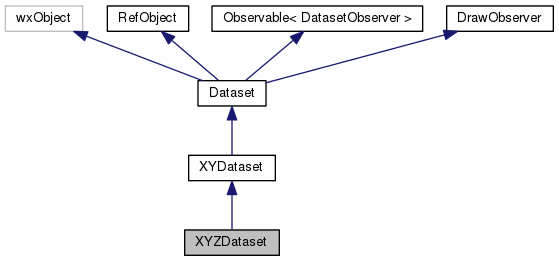 wxObject
RefObject
Observable< DatasetObserver >
DrawObserver
Dataset
XYDataset
XYZDataset